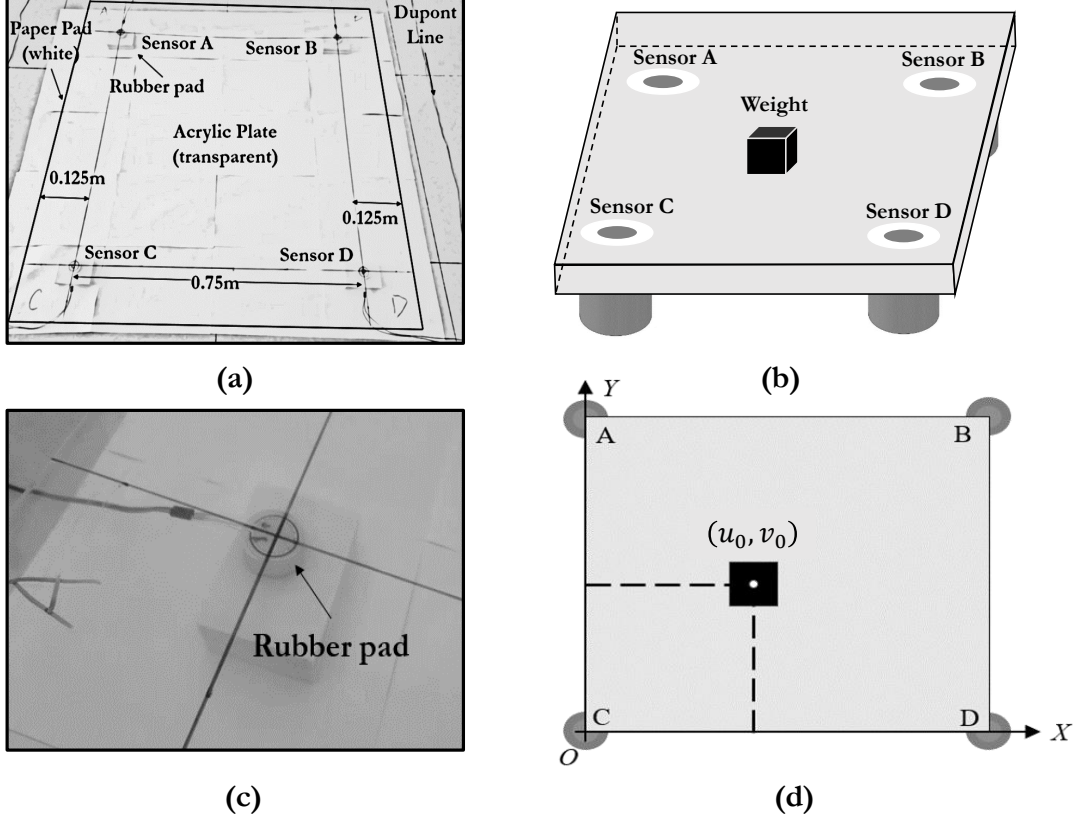 Paper Pad
(white)
A
Sensor A
Sensor B
Dupont
Line
Rubber pad
Acrylic Plate
(transparent)
0.125m
0.125m
Sensor C
Sensor D
0.75m
C
D
(a)
Sensor A
Sensor B
Weight
Sensor C
Sensor D
(b)
A
Rubber pad
(c)
Y
A
B
(u₀, v₀)
C
D
O
X
(d)